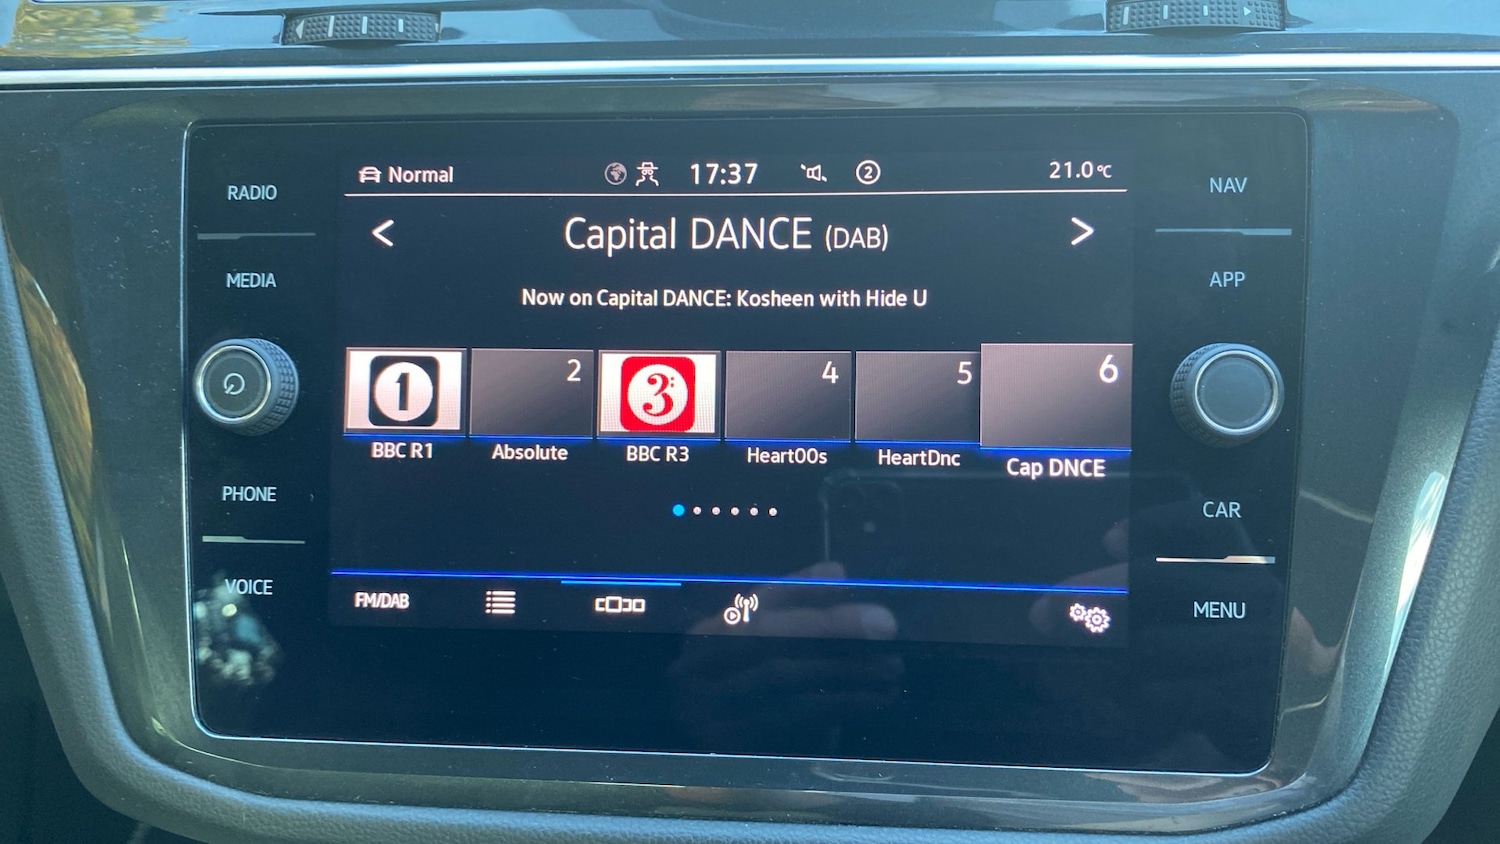 RADIO
MEDIA
PHONE
VOICE
Normal 17:37 2 21.0°C
< Capital DANCE (DAB) >
Now on Capital DANCE: Kosheen with Hide U
1 2 3 4 5 6
BBC R1 Absolute BBC R3 Heart00s HeartDnc Cap DNCE
FM/DAB
NAV
APP
CAR
MENU